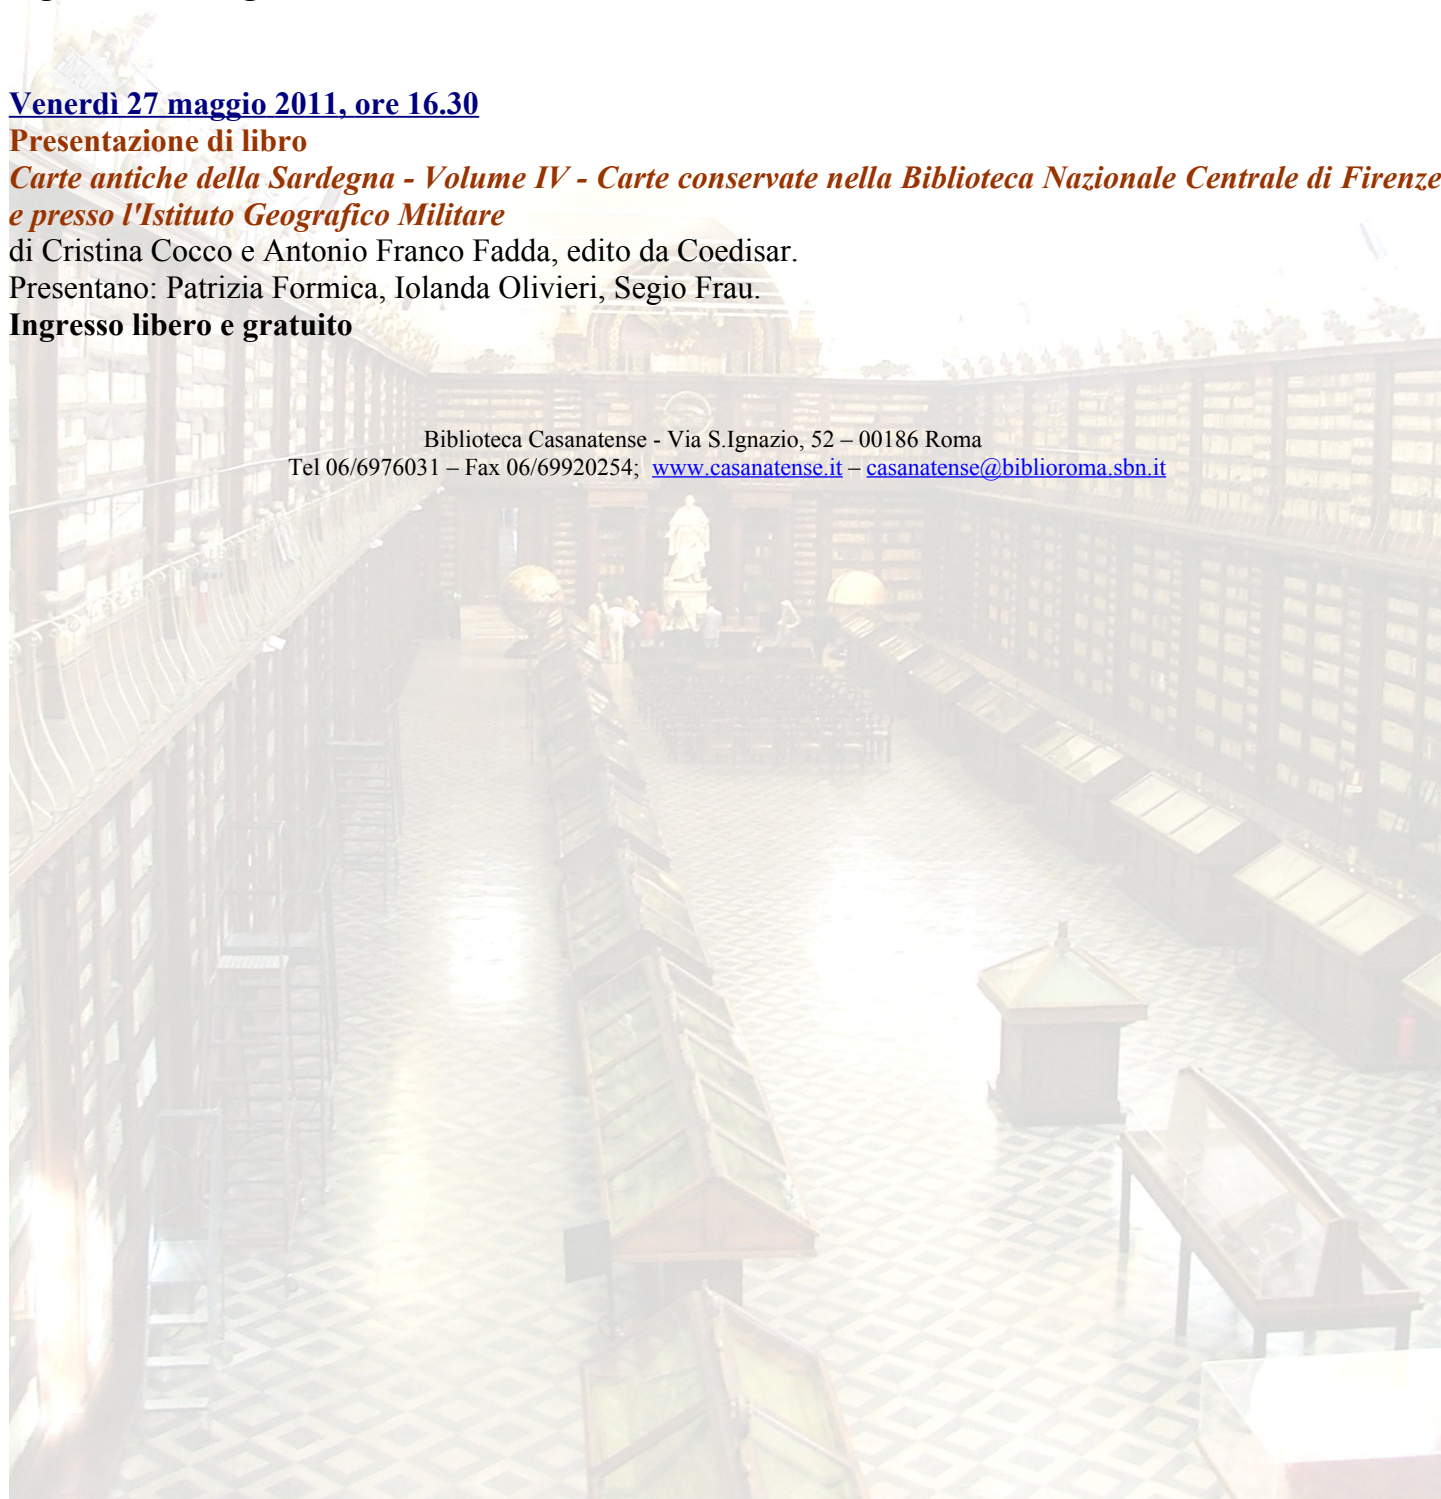 Venerdì 27 maggio 2011, ore 16.30
Presentazione di libro
Carte antiche della Sardegna - Volume IV - Carte conservate nella Biblioteca Nazionale Centrale di Firenze
e presso l'Istituto Geografico Militare
di Cristina Cocco e Antonio Franco Fadda, edito da Coedisar.
Presentano: Patrizia Formica, Iolanda Olivieri, Segio Frau.
Ingresso libero e gratuito
Biblioteca Casanatense - Via S.Ignazio, 52 – 00186 Roma
Tel 06/6976031 – Fax 06/69920254; www.casanatense.it – casanatense@biblioroma.sbn.it